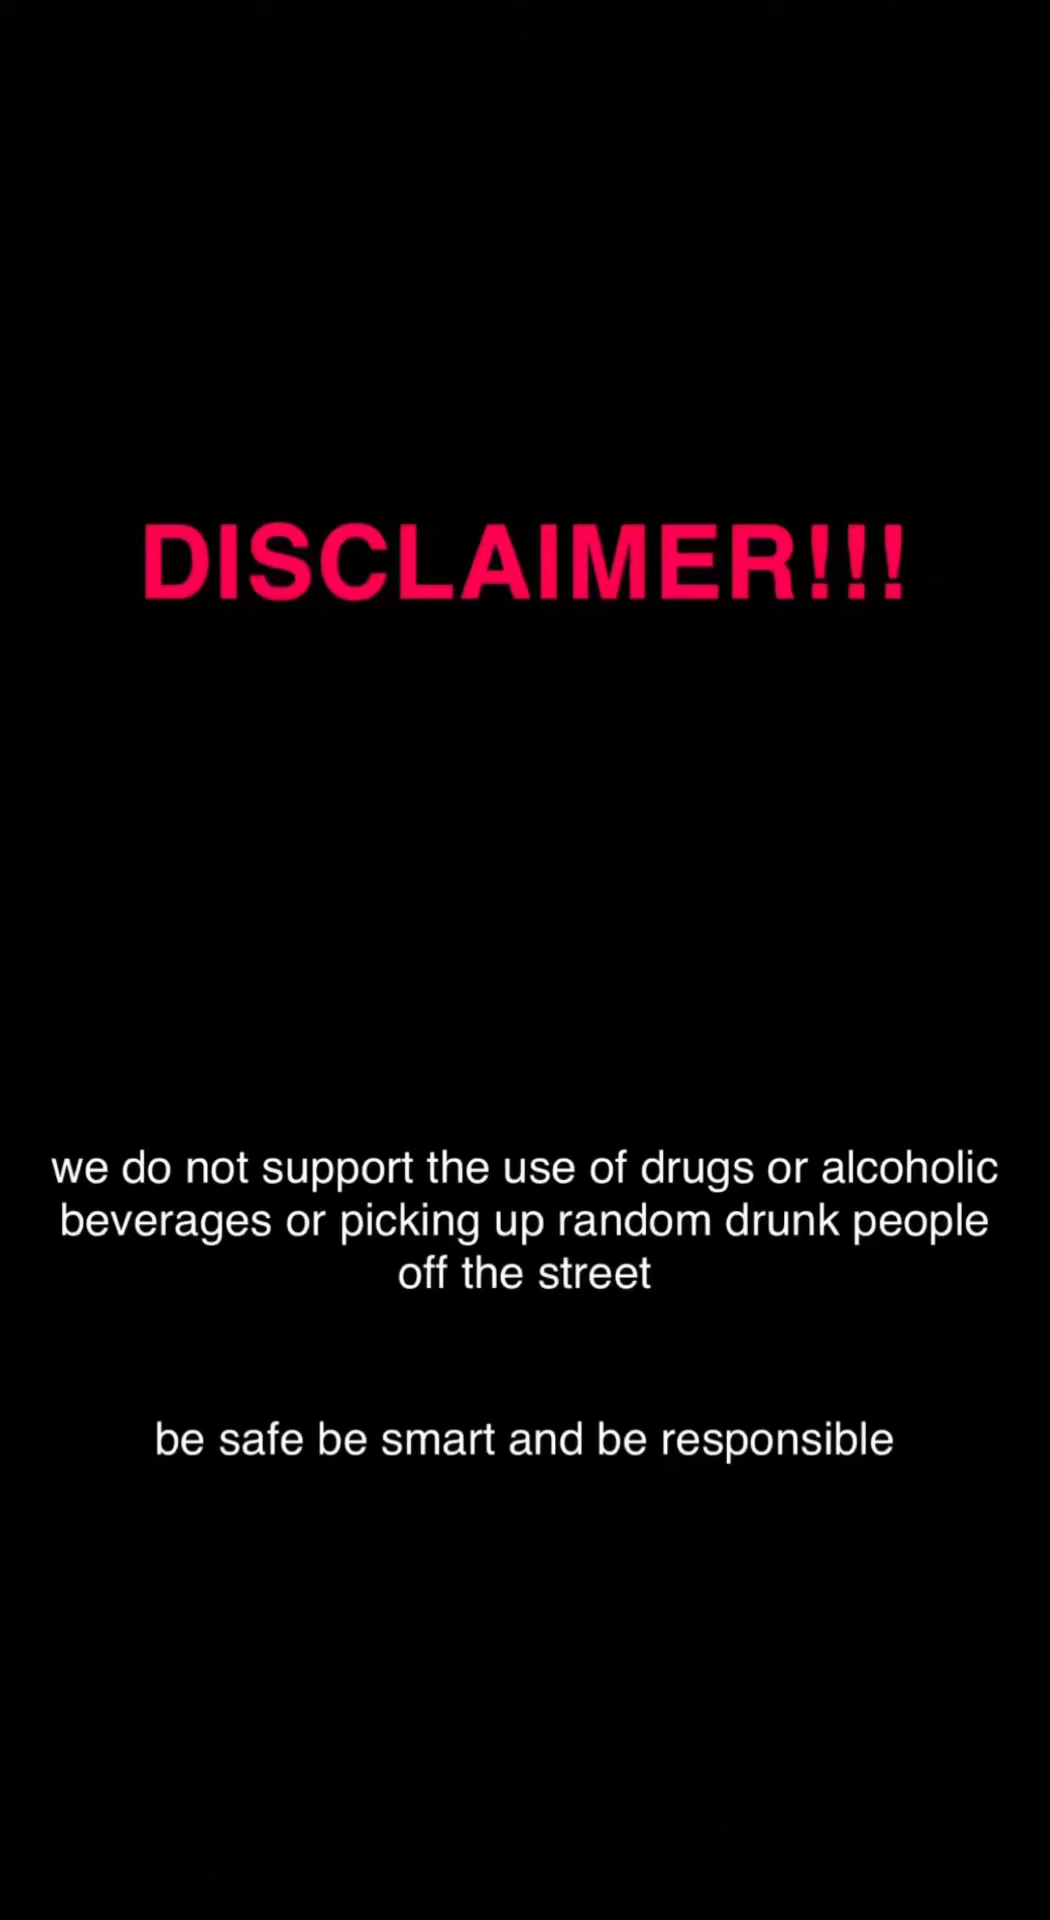 DISCLAIMER!!!
we do not support the use of drugs or alcoholic
beverages or picking up random drunk people
off the street
be safe be smart and be responsible